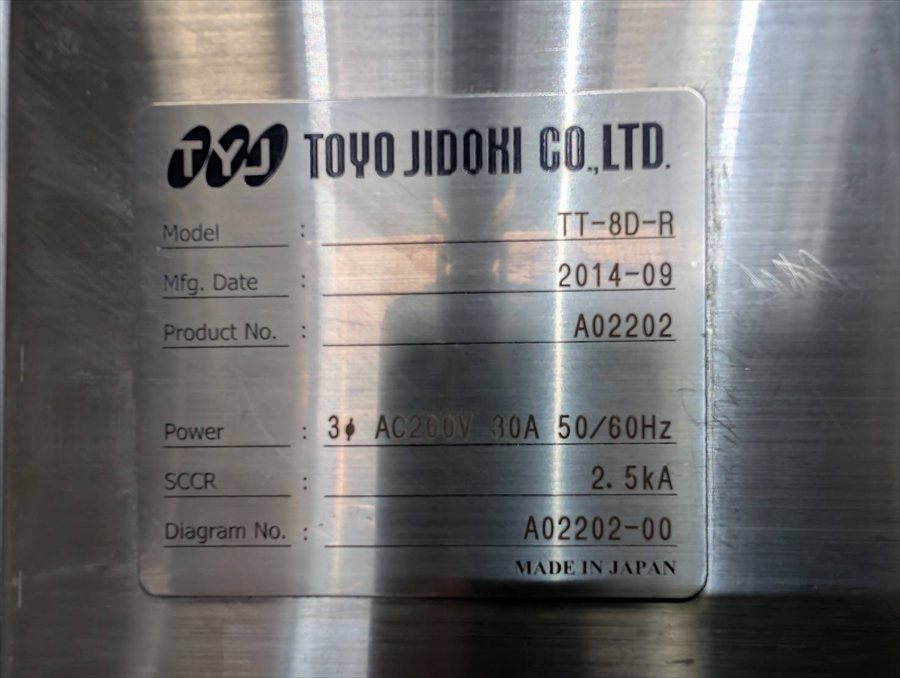 TYJ TOYO JIDOKI CO.,LTD.
Model : TT-8D-R
Mfg. Date : 2014-09
Product No. : A02202
Power : 3φ AC200V 30A 50/60Hz
SCCR : 2.5kA
Diagram No. : A02202-00
MADE IN JAPAN